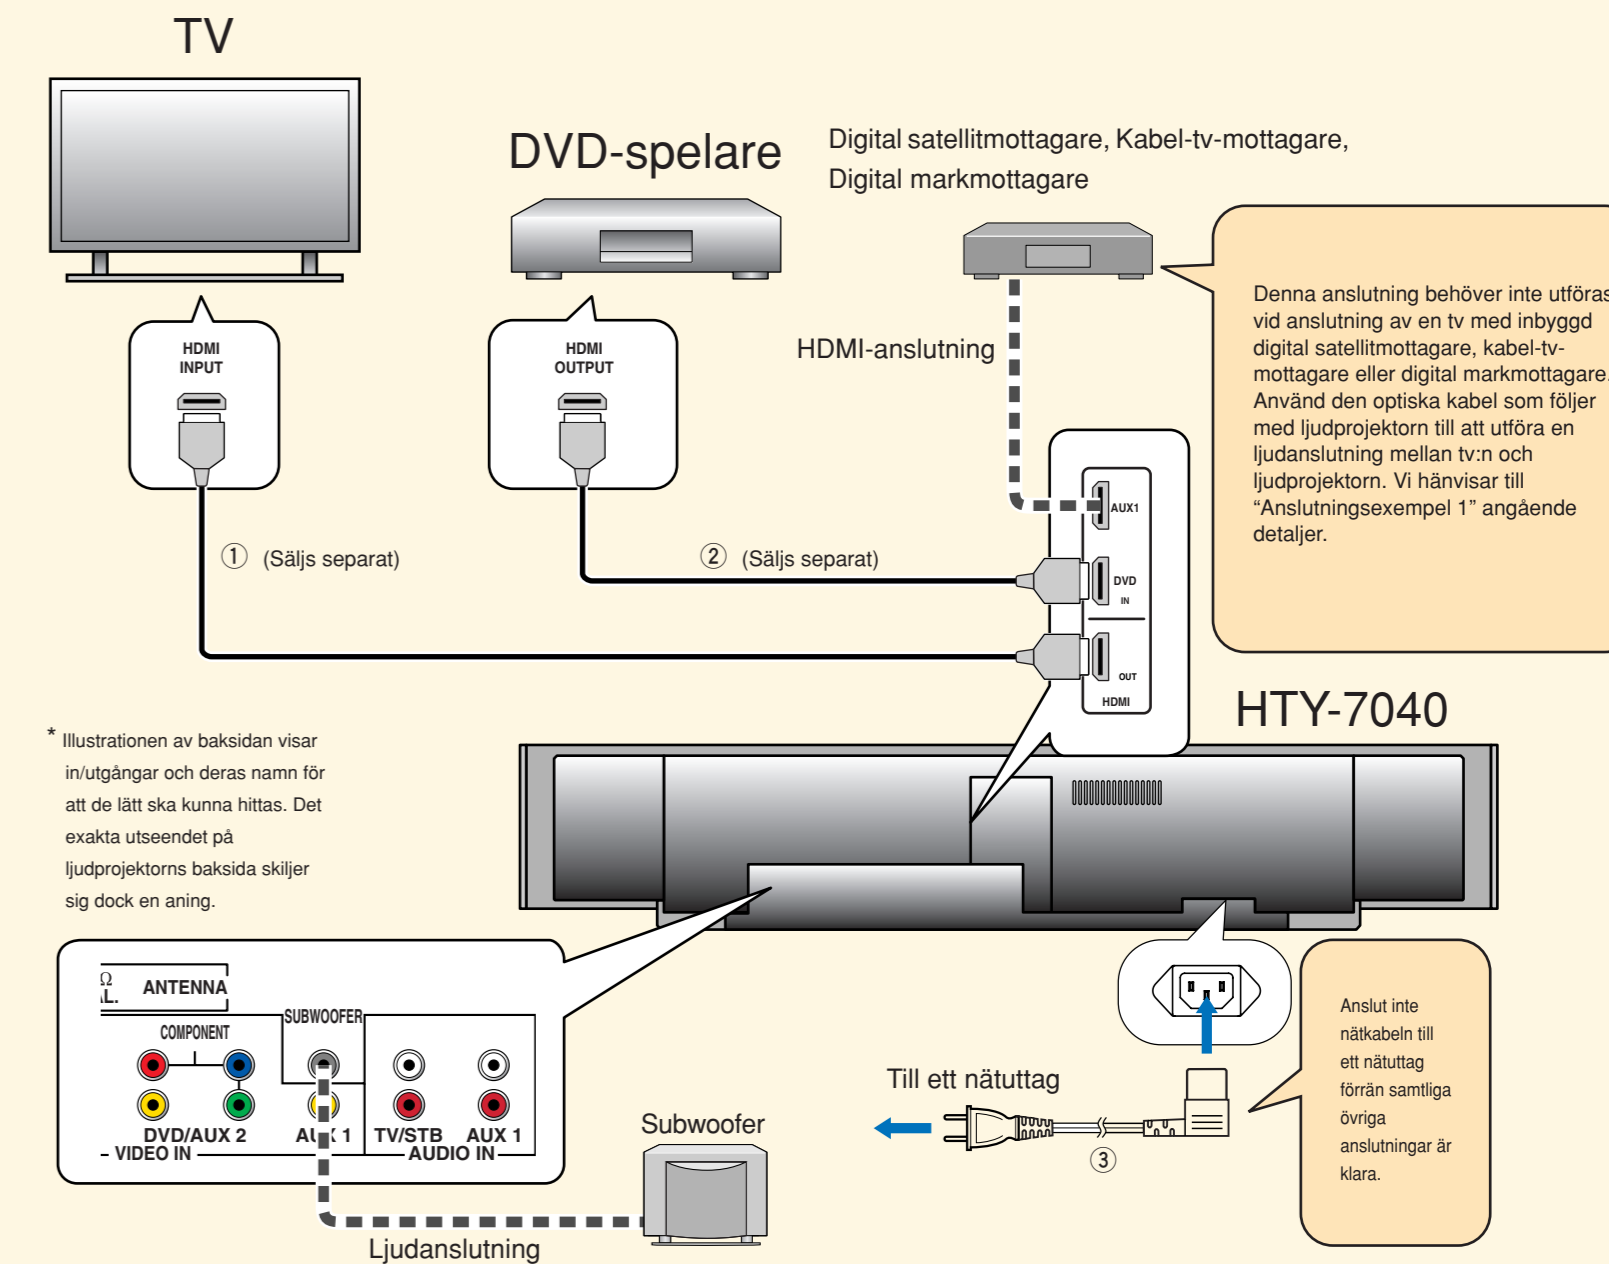 TV
DVD-spelare
Digital satellitmottagare, Kabel-tv-mottagare,
Digital markmottagare
HDMI
INPUT
HDMI
OUTPUT
HDMI-anslutning
Denna anslutning behöver inte utföras
vid anslutning av en tv med inbyggd
digital satellitmottagare, kabel-tv-
mottagare eller digital markmottagare.
Använd den optiska kabel som följer
med ljudprojektorn till att utföra en
ljudanslutning mellan tv:n och
ljudprojektorn. Vi hänvisar till
“Anslutningsexempel 1” angående
detaljer.
AUX1
DVD
IN
OUT
HDMI
① (Säljs separat)
② (Säljs separat)
HTY-7040
* Illustrationen av baksidan visar
in/utgångar och deras namn för
att de lätt ska kunna hittas. Det
exakta utseendet på
ljudprojektorns baksida skiljer
sig dock en aning.
Ω
AL.
ANTENNA
COMPONENT
SUBWOOFER
DVD/AUX 2
AUX 1
TV/STB
AUX 1
VIDEO IN
AUDIO IN
Subwoofer
Ljudanslutning
Till ett nätuttag
③
Anslut inte
nätkabeln till
ett nätuttag
förrän samtliga
övriga
anslutningar är
klara.